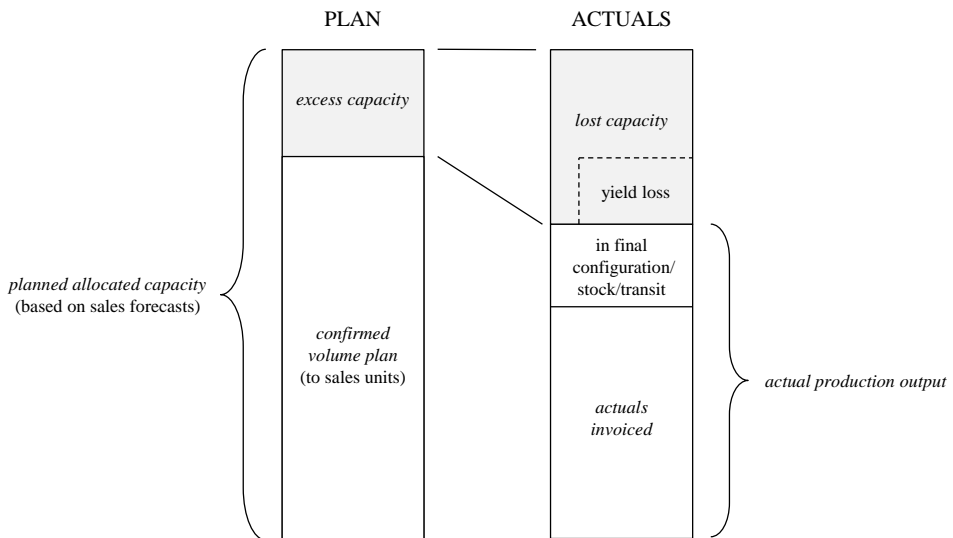 PLAN
ACTUALS
excess capacity
lost capacity
yield loss
in final
configuration/
stock/transit
planned allocated capacity
(based on sales forecasts)
confirmed
volume plan
(to sales units)
actual production output
actuals
invoiced